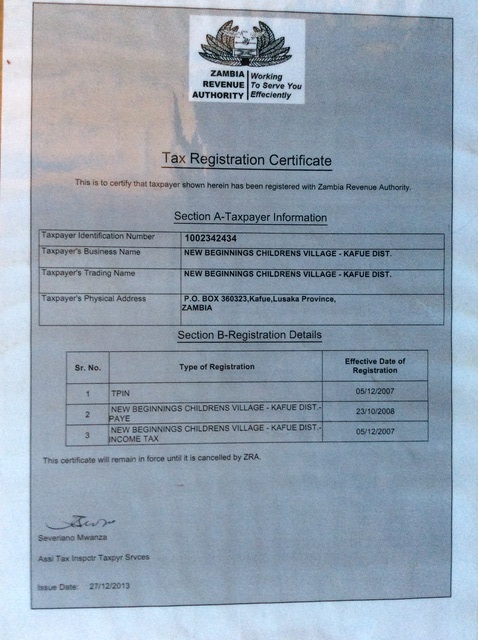 ZAMBIA
REVENUE
AUTHORITY
Working
To Serve You
Effeciently
Tax Registration Certificate
This is to certify that taxpayer shown herein has been registered with Zambia Revenue Authority.
Section A-Taxpayer Information
Taxpayer Identification Number 1002342434
Taxpayer's Business Name NEW BEGINNINGS CHILDRENS VILLAGE - KAFUE DIST.
Taxpayer's Trading Name NEW BEGINNINGS CHILDRENS VILLAGE - KAFUE DIST.
Taxpayer's Physical Address P.O. BOX 360323,Kafue,Lusaka Province,
ZAMBIA
Section B-Registration Details
Sr. No. Type of Registration Effective Date of
Registration
1 TPIN 05/12/2007
2 NEW BEGINNINGS CHILDRENS VILLAGE - KAFUE DIST.- 23/10/2008
PAYE
3 NEW BEGINNINGS CHILDRENS VILLAGE - KAFUE DIST.- 05/12/2007
INCOME TAX
This certificate will remain in force until it is cancelled by ZRA.
Severiano Mwanza
Assi Tax Inspctr Taxpyr Srvces
Issue Date: 27/12/2013